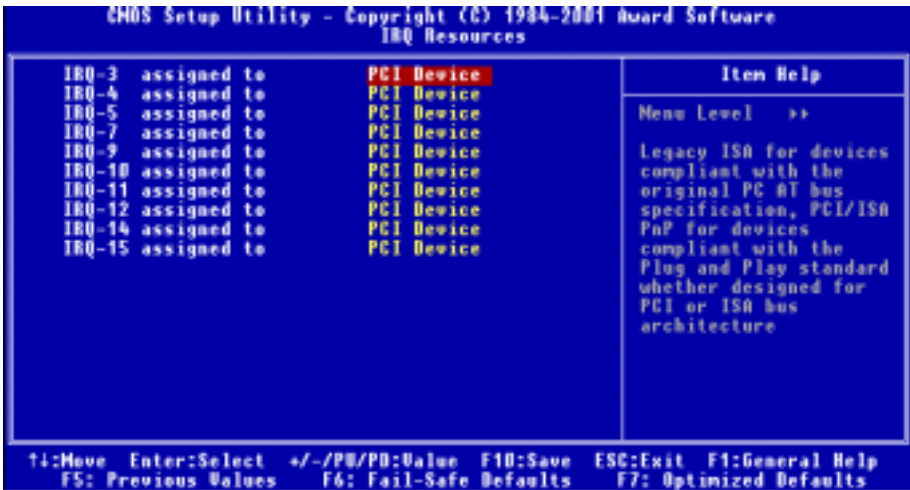 CMOS Setup Utility - Copyright (C) 1984-2001 Award Software
IRQ Resources
IRQ-3 assigned to PCI Device
IRQ-4 assigned to PCI Device
IRQ-5 assigned to PCI Device
IRQ-7 assigned to PCI Device
IRQ-9 assigned to PCI Device
IRQ-10 assigned to PCI Device
IRQ-11 assigned to PCI Device
IRQ-12 assigned to PCI Device
IRQ-14 assigned to PCI Device
IRQ-15 assigned to PCI Device
Item Help
Menu Level >>
Legacy ISA for devices
compliant with the
original PC AT bus
specification, PCI/ISA
PnP for devices
compliant with the
Plug and Play standard
whether designed for
PCI or ISA bus
architecture
↑↓:Move Enter:Select +/-/PU/PD:Value F10:Save ESC:Exit F1:General Help
F5: Previous Values F6: Fail-Safe Defaults F7: Optimized Defaults